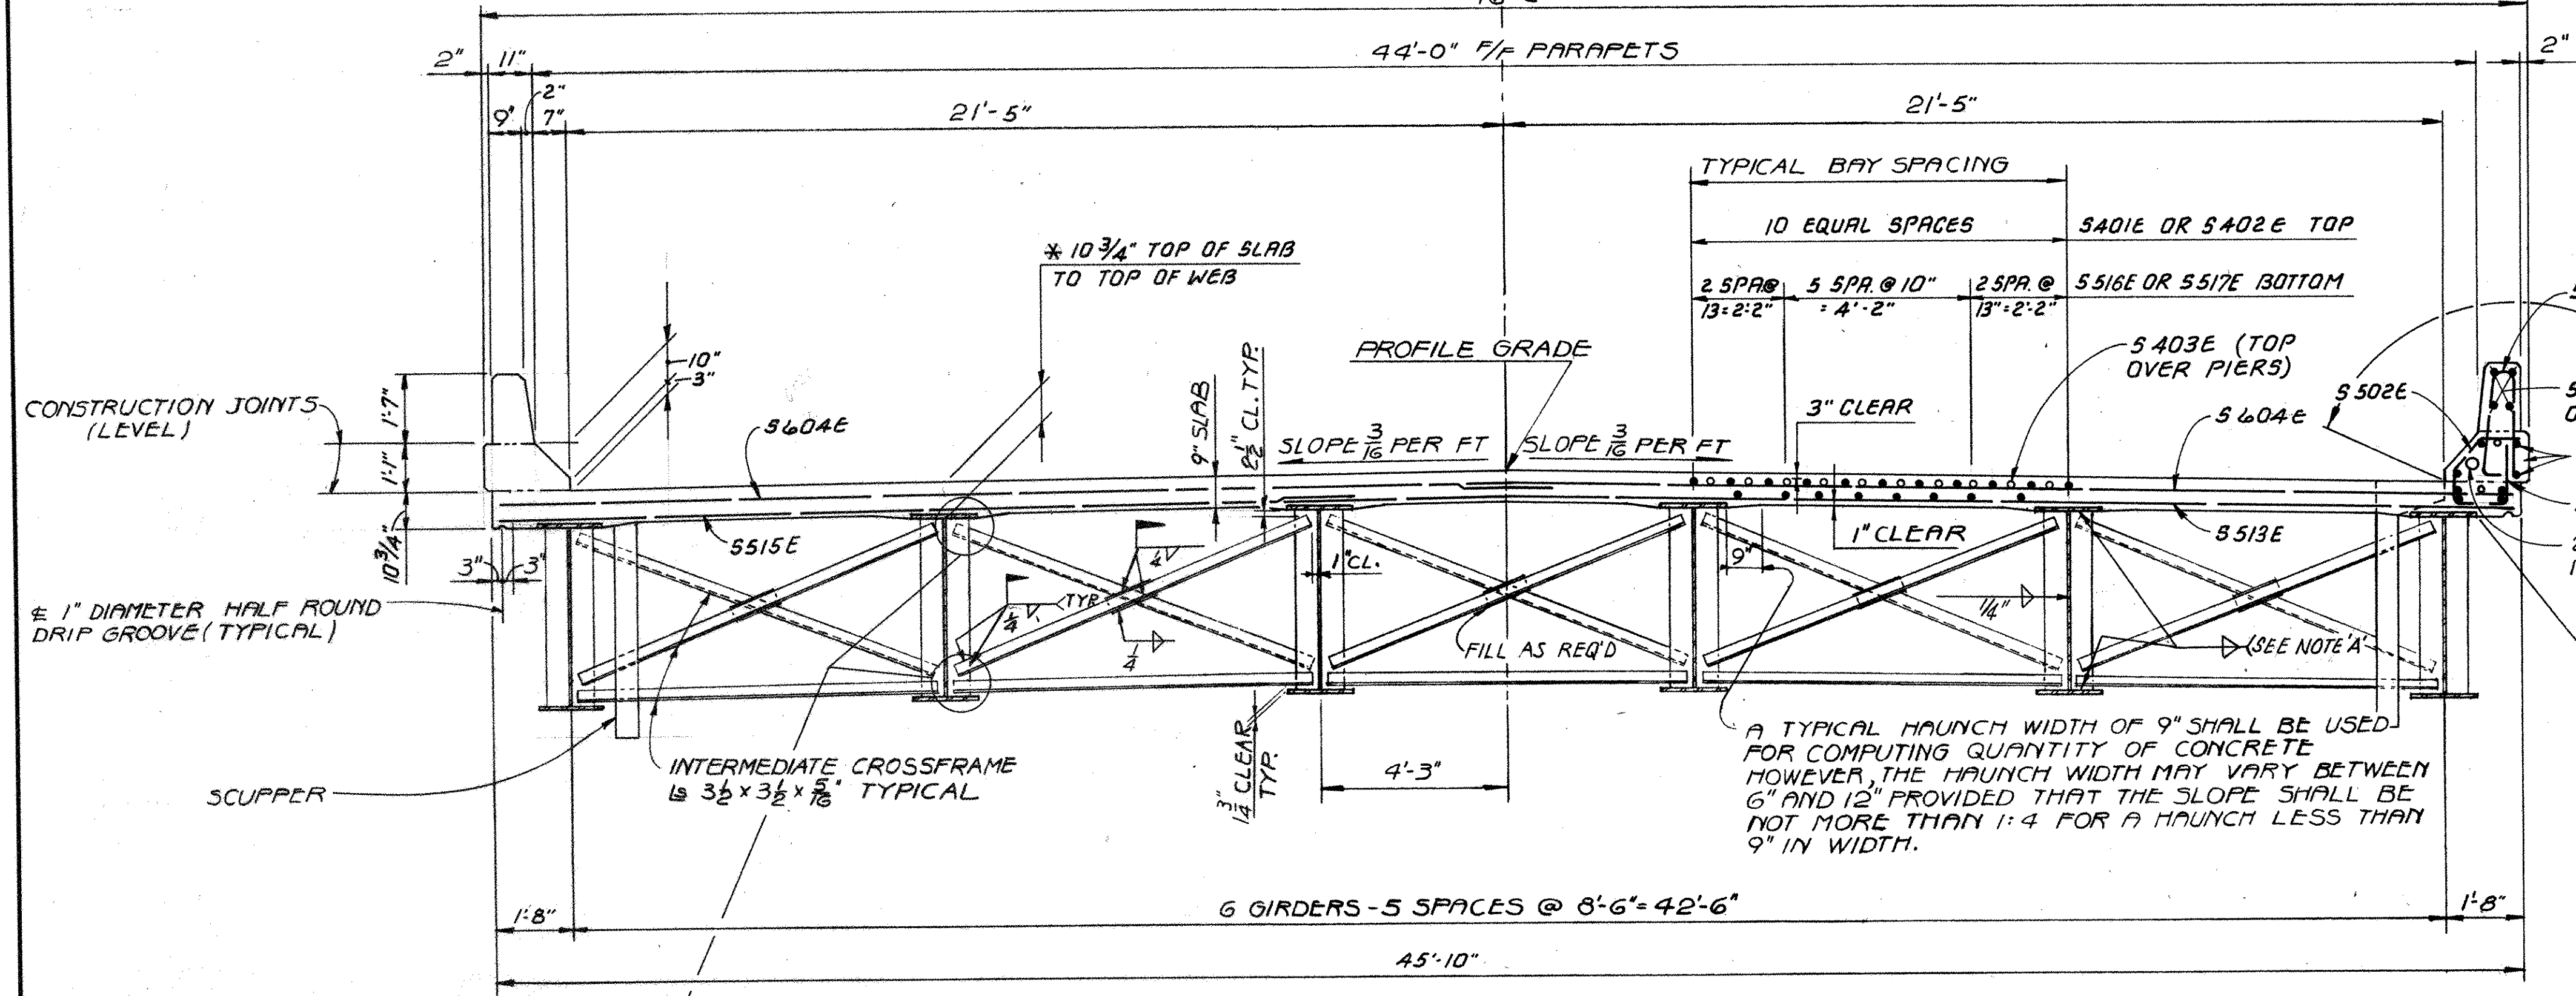 44'-0" F/F PARAPETS
2" 11" 2"
2"
9" 7" 21'-5" 21'-5"
TYPICAL BAY SPACING
10 EQUAL SPACES S401E OR S402E TOP
* 10 3/4" TOP OF SLAB
TO TOP OF WEB
2 SPA@ 5 SPA. @ 10" 2 SPA. @ S516E OR S517E BOTTOM
13=2'-2" = 4'-2" 13"=2'-2"
PROFILE GRADE
S403E (TOP
OVER PIERS)
10"
3"
CONSTRUCTION JOINTS
(LEVEL)
1'-7"
1'-1"
10 3/4"
S604E
9" SLAB
2 1/2" CL. TYP.
SLOPE 3/16 PER FT SLOPE 3/16 PER FT
3" CLEAR
S502E
S604E
S515E
1" CLEAR
S513E
3" 3"
1/4
1" CL.
9"
1/4"
℄ 1" DIAMETER HALF ROUND
DRIP GROOVE (TYPICAL)
TYP
1/4
1/4
FILL AS REQ'D
(SEE NOTE 'A'
SCUPPER
INTERMEDIATE CROSSFRAME
Ls 3 1/2 x 3 1/2 x 5/16" TYPICAL
1 3/4" CLEAR
TYP.
4'-3"
A TYPICAL HAUNCH WIDTH OF 9" SHALL BE USED
FOR COMPUTING QUANTITY OF CONCRETE
HOWEVER, THE HAUNCH WIDTH MAY VARY BETWEEN
6" AND 12" PROVIDED THAT THE SLOPE SHALL BE
NOT MORE THAN 1:4 FOR A HAUNCH LESS THAN
9" IN WIDTH.
1'-8" 6 GIRDERS - 5 SPACES @ 8'-6" = 42'-6" 1'-8"
45'-10"